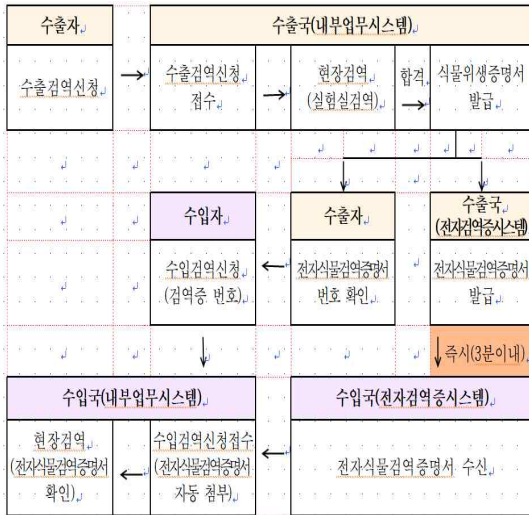 수출자
수출국(내부업무시스템)
수출검역신청
수출검역신청
접수
현장검역
(실험실검역)
합격
식물위생증명서
발급
수입자
수출자
수출국
(전자검역증시스템)
수입검역신청
(검역증 번호)
전자식물검역증명서
번호 확인
전자식물검역증명서
발급
즉시(3분이내)
수입국(내부업무시스템)
수입국(전자검역증시스템)
현장검역
(전자식물검역증명서
확인)
수입검역신청접수
(전자식물검역증명서
자동 첨부)
전자식물검역증명서 수신